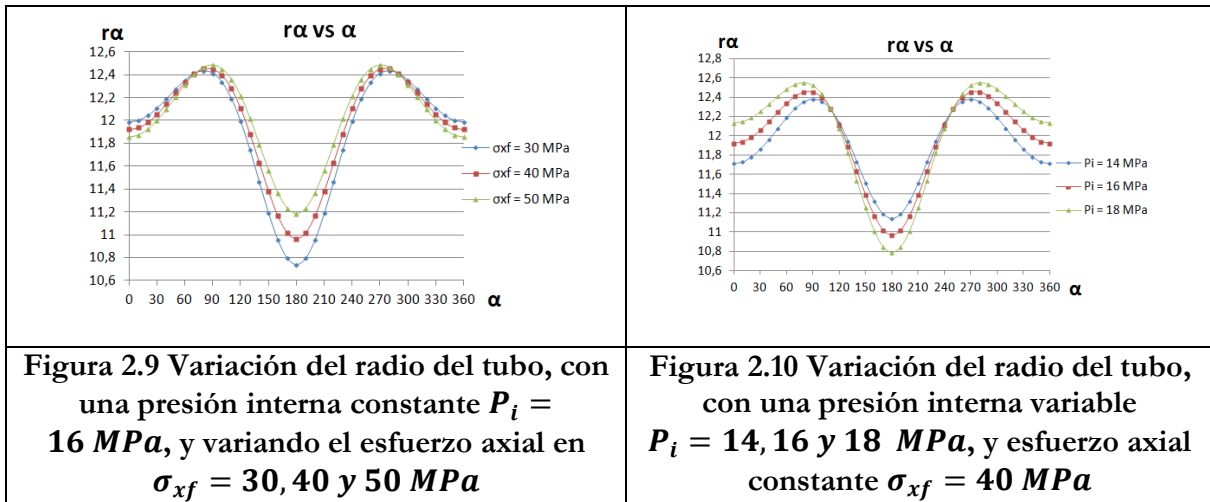 rα
rα vs α
12,6
12,4
12,2
12
11,8
11,6
11,4
11,2
11
10,8
10,6
0 30 60 90 120 150 180 210 240 270 300 330 360
α
σxf = 30 MPa
σxf = 40 MPa
σxf = 50 MPa
Figura 2.9 Variación del radio del tubo, con
una presión interna constante P_i =
16 MPa, y variando el esfuerzo axial en
σ_xf = 30, 40 y 50 MPa
rα
rα vs α
12,8
12,6
12,4
12,2
12
11,8
11,6
11,4
11,2
11
10,8
10,6
0 30 60 90 120 150 180 210 240 270 300 330 360
α
Pi = 14 MPa
Pi = 16 MPa
Pi = 18 MPa
Figura 2.10 Variación del radio del tubo,
con una presión interna variable
P_i = 14, 16 y 18 MPa, y esfuerzo axial
constante σ_xf = 40 MPa